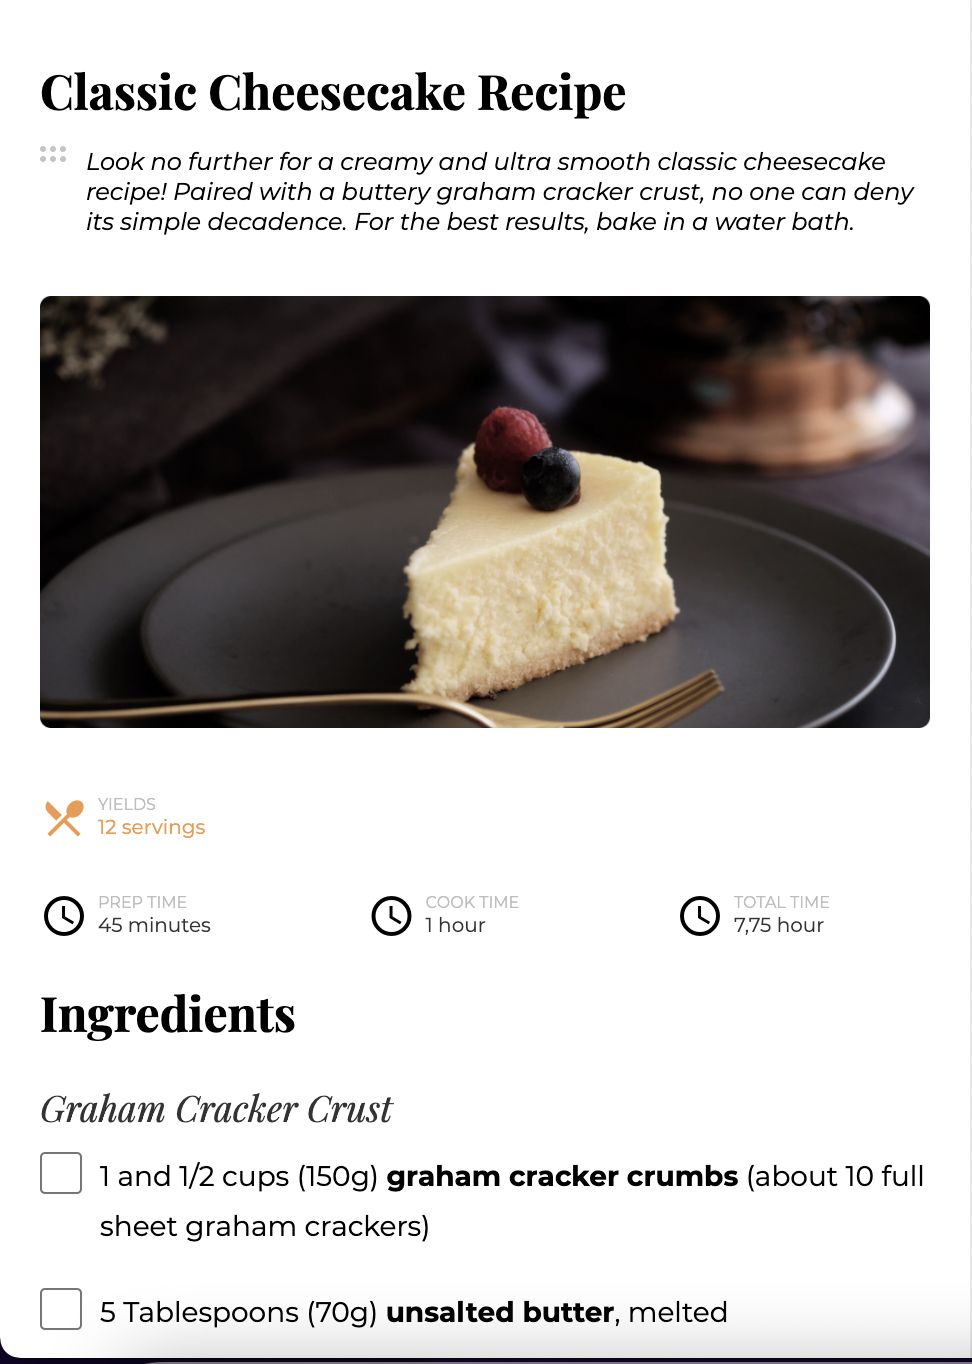 Classic Cheesecake Recipe
Look no further for a creamy and ultra smooth classic cheesecake
recipe! Paired with a buttery graham cracker crust, no one can deny
its simple decadence. For the best results, bake in a water bath.
YIELDS
12 servings
PREP TIME
45 minutes
COOK TIME
1 hour
TOTAL TIME
7,75 hour
Ingredients
Graham Cracker Crust
1 and 1/2 cups (150g) graham cracker crumbs (about 10 full
sheet graham crackers)
5 Tablespoons (70g) unsalted butter, melted